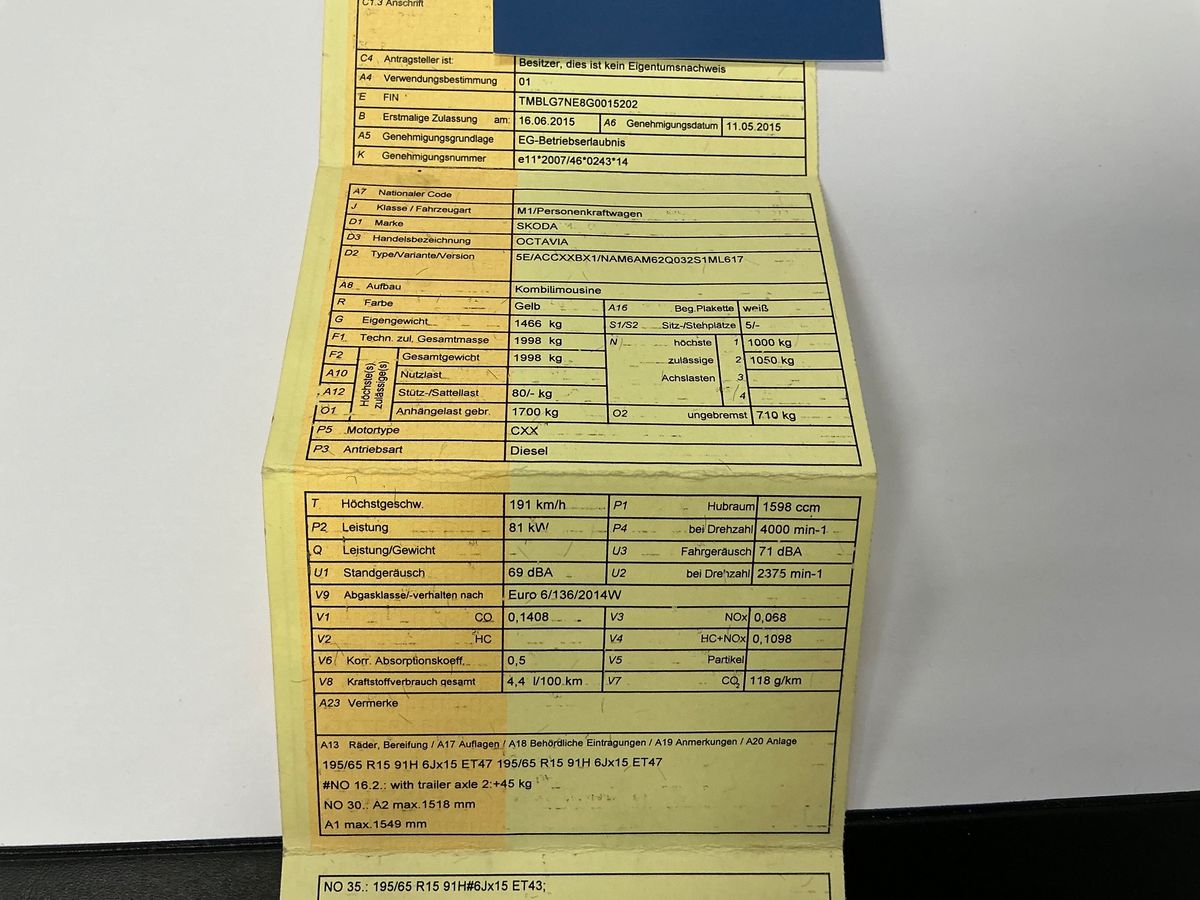 C1.3 Anschrift
C4 Antragsteller ist: Besitzer, dies ist kein Eigentumsnachweis
A4 Verwendungsbestimmung 01
E FIN TMBLG7NE8G0015202
B Erstmalige Zulassung am: 16.06.2015 A6 Genehmigungsdatum 11.05.2015
A5 Genehmigungsgrundlage EG-Betriebserlaubnis
K Genehmigungsnummer e11*2007/46*0243*14
A7 Nationaler Code
J Klasse / Fahrzeugart M1/Personenkraftwagen
D1 Marke SKODA
D3 Handelsbezeichnung OCTAVIA
D2 Type/Variante/Version 5E/ACCXXBX1/NAM6AM62Q032S1ML617
A8 Aufbau Kombilimousine
R Farbe Gelb A16 Beg.Plakette weiß
G Eigengewicht 1466 kg S1/S2 Sitz-/Stehplätze 5/-
F1 Techn. zul. Gesamtmasse 1998 kg N höchste 1 1000 kg
F2 Höchste(s) zulässige(s) Gesamtgewicht 1998 kg zulässige 2 1050 kg
A10 Nutzlast Achslasten 3
A12 Stütz-/Sattellast 80/- kg 4
O1 Anhängelast gebr. 1700 kg O2 ungebremst 710 kg
P5 Motortype CXX
P3 Antriebsart Diesel
T Höchstgeschw. 191 km/h P1 Hubraum 1598 ccm
P2 Leistung 81 kW P4 bei Drehzahl 4000 min-1
Q Leistung/Gewicht U3 Fahrgeräusch 71 dBA
U1 Standgeräusch 69 dBA U2 bei Drehzahl 2375 min-1
V9 Abgasklasse/-verhalten nach Euro 6/136/2014W
V1 CO 0,1408 V3 NOx 0,068
V2 HC V4 HC+NOx 0,1098
V6 Korr. Absorptionskoeff. 0,5 V5 Partikel
V8 Kraftstoffverbrauch gesamt 4,4 l/100 km V7 CO₂ 118 g/km
A23 Vermerke
A13 Räder, Bereifung / A17 Auflagen / A18 Behördliche Eintragungen / A19 Anmerkungen / A20 Anlage
195/65 R15 91H 6Jx15 ET47 195/65 R15 91H 6Jx15 ET47
#NO 16.2.: with trailer axle 2:+45 kg
NO 30.: A2 max.1518 mm
A1 max.1549 mm
NO 35.: 195/65 R15 91H#6Jx15 ET43;